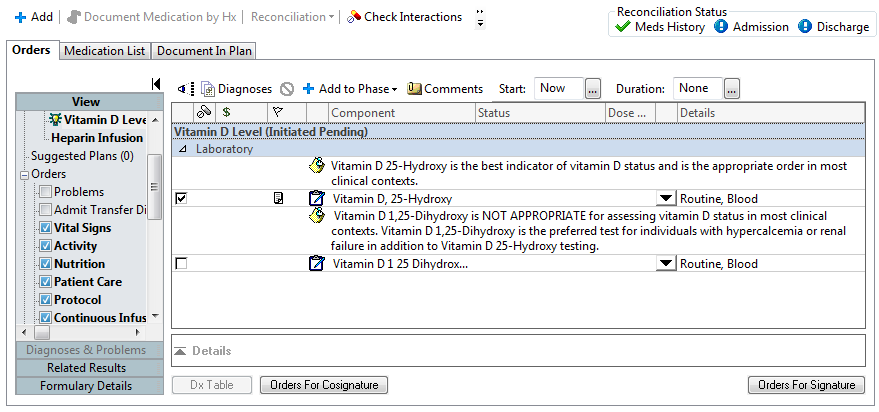 Add
Document Medication by Hx
Reconciliation
Check Interactions
Reconciliation Status
Meds History
Admission
Discharge
Orders
Medication List
Document In Plan
View
Vitamin D Leve
Heparin Infusion
Suggested Plans (0)
Orders
Problems
Admit Transfer Di
Vital Signs
Activity
Nutrition
Patient Care
Protocol
Continuous Infus
Diagnoses & Problems
Related Results
Formulary Details
Diagnoses
Add to Phase
Comments
Start: Now ...
Duration: None ...
$ Component Status Dose ... Details
Vitamin D Level (Initiated Pending)
Laboratory
Vitamin D 25-Hydroxy is the best indicator of vitamin D status and is the appropriate order in most
clinical contexts.
Vitamin D, 25-Hydroxy Routine, Blood
Vitamin D 1,25-Dihydroxy is NOT APPROPRIATE for assessing vitamin D status in most clinical
contexts. Vitamin D 1,25-Dihydroxy is the preferred test for individuals with hypercalcemia or renal
failure in addition to Vitamin D 25-Hydroxy testing.
Vitamin D 1 25 Dihydrox... Routine, Blood
Details
Dx Table
Orders For Cosignature
Orders For Signature